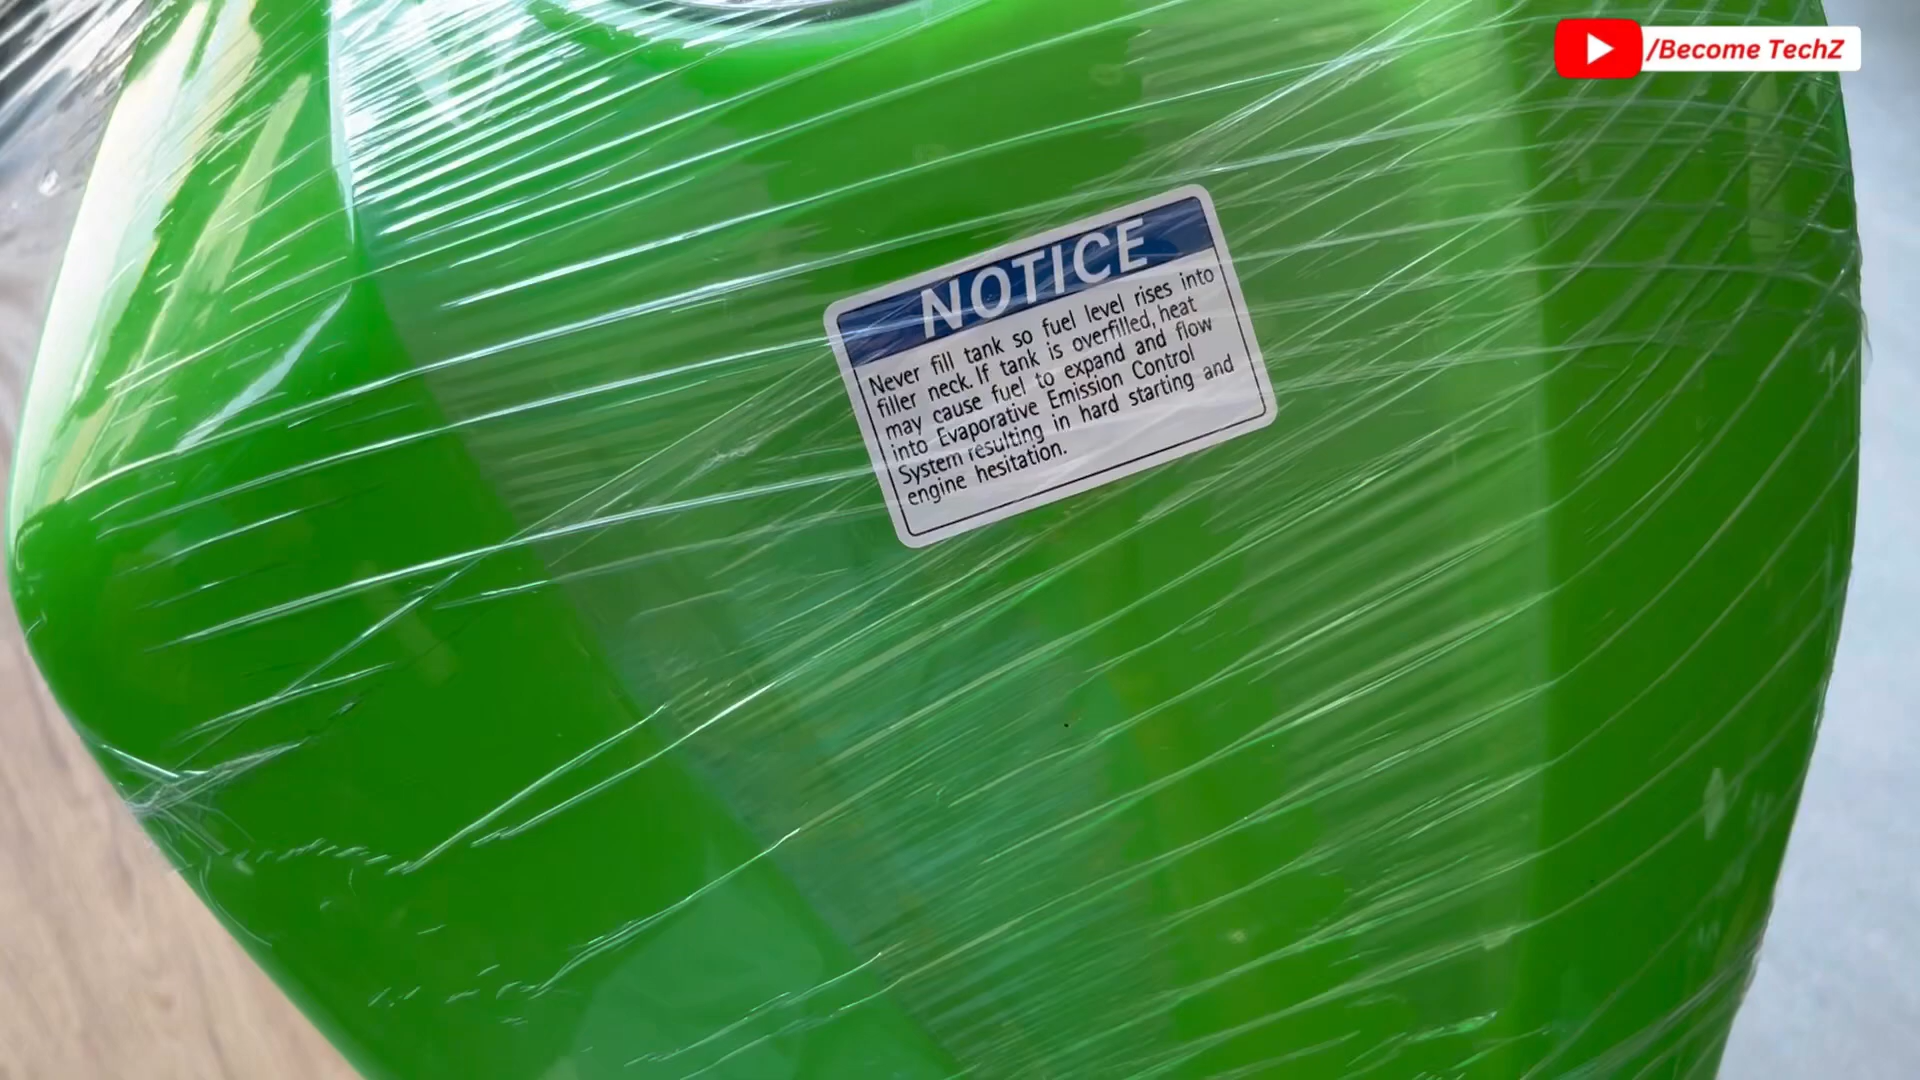 /Become TechZ
NOTICE
Never fill tank so fuel level rises into
filler neck. If tank is overfilled, heat
may cause fuel to expand and flow
into Evaporative Emission Control
System resulting in hard starting and
engine hesitation.